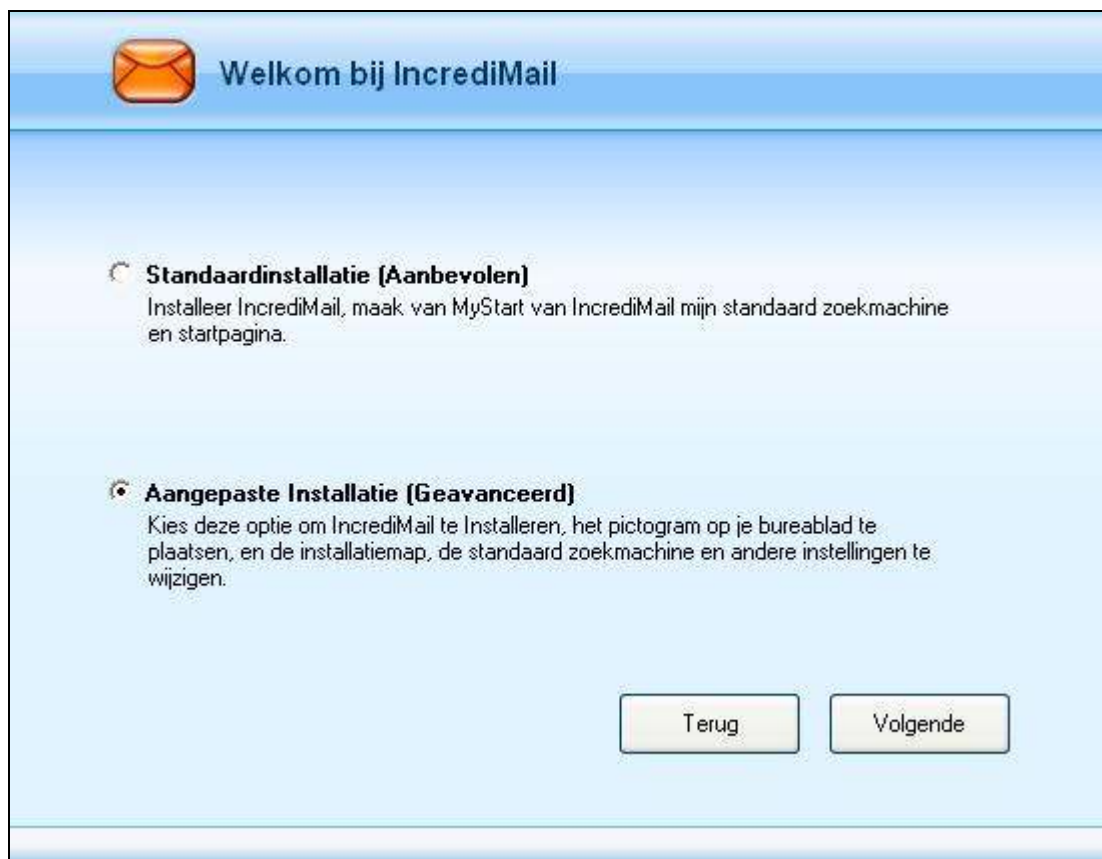 Welkom bij IncrediMail
Standaardinstallatie (Aanbevolen)
Installeer IncrediMail, maak van MyStart van IncrediMail mijn standaard zoekmachine
en startpagina.
Aangepaste Installatie (Geavanceerd)
Kies deze optie om IncrediMail te Installeren, het pictogram op je bureablad te
plaatsen, en de installatiemap, de standaard zoekmachine en andere instellingen te
wijzigen.
Terug
Volgende